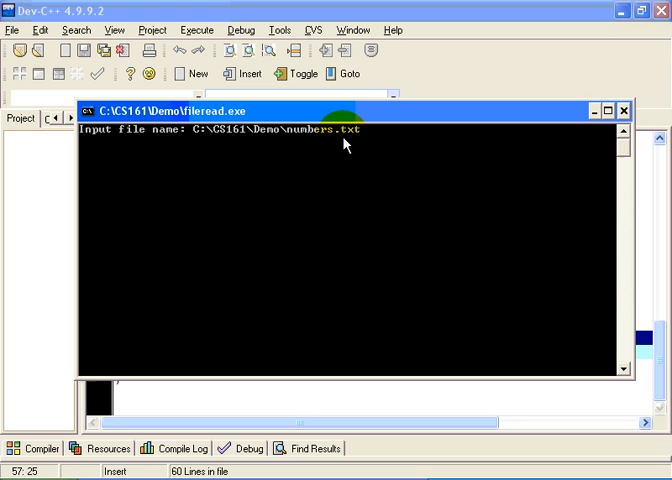 Dev-C++ 4.9.9.2
File Edit Search View Project Execute Debug Tools CVS Window Help
New Insert Toggle Goto
Project
C:\CS161\Demo\fileread.exe
Input file name: C:\CS161\Demo\numbers.txt
Compiler Resources Compile Log Debug Find Results
57: 25 Insert 60 Lines in file